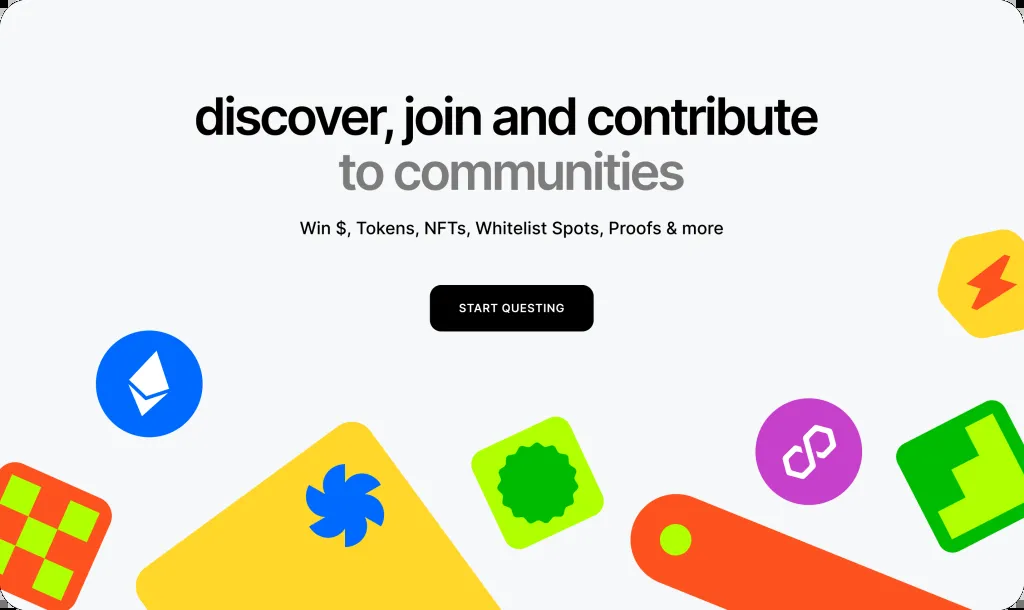 discover, join and contribute
to communities
Win $, Tokens, NFTs, Whitelist Spots, Proofs & more
START QUESTING